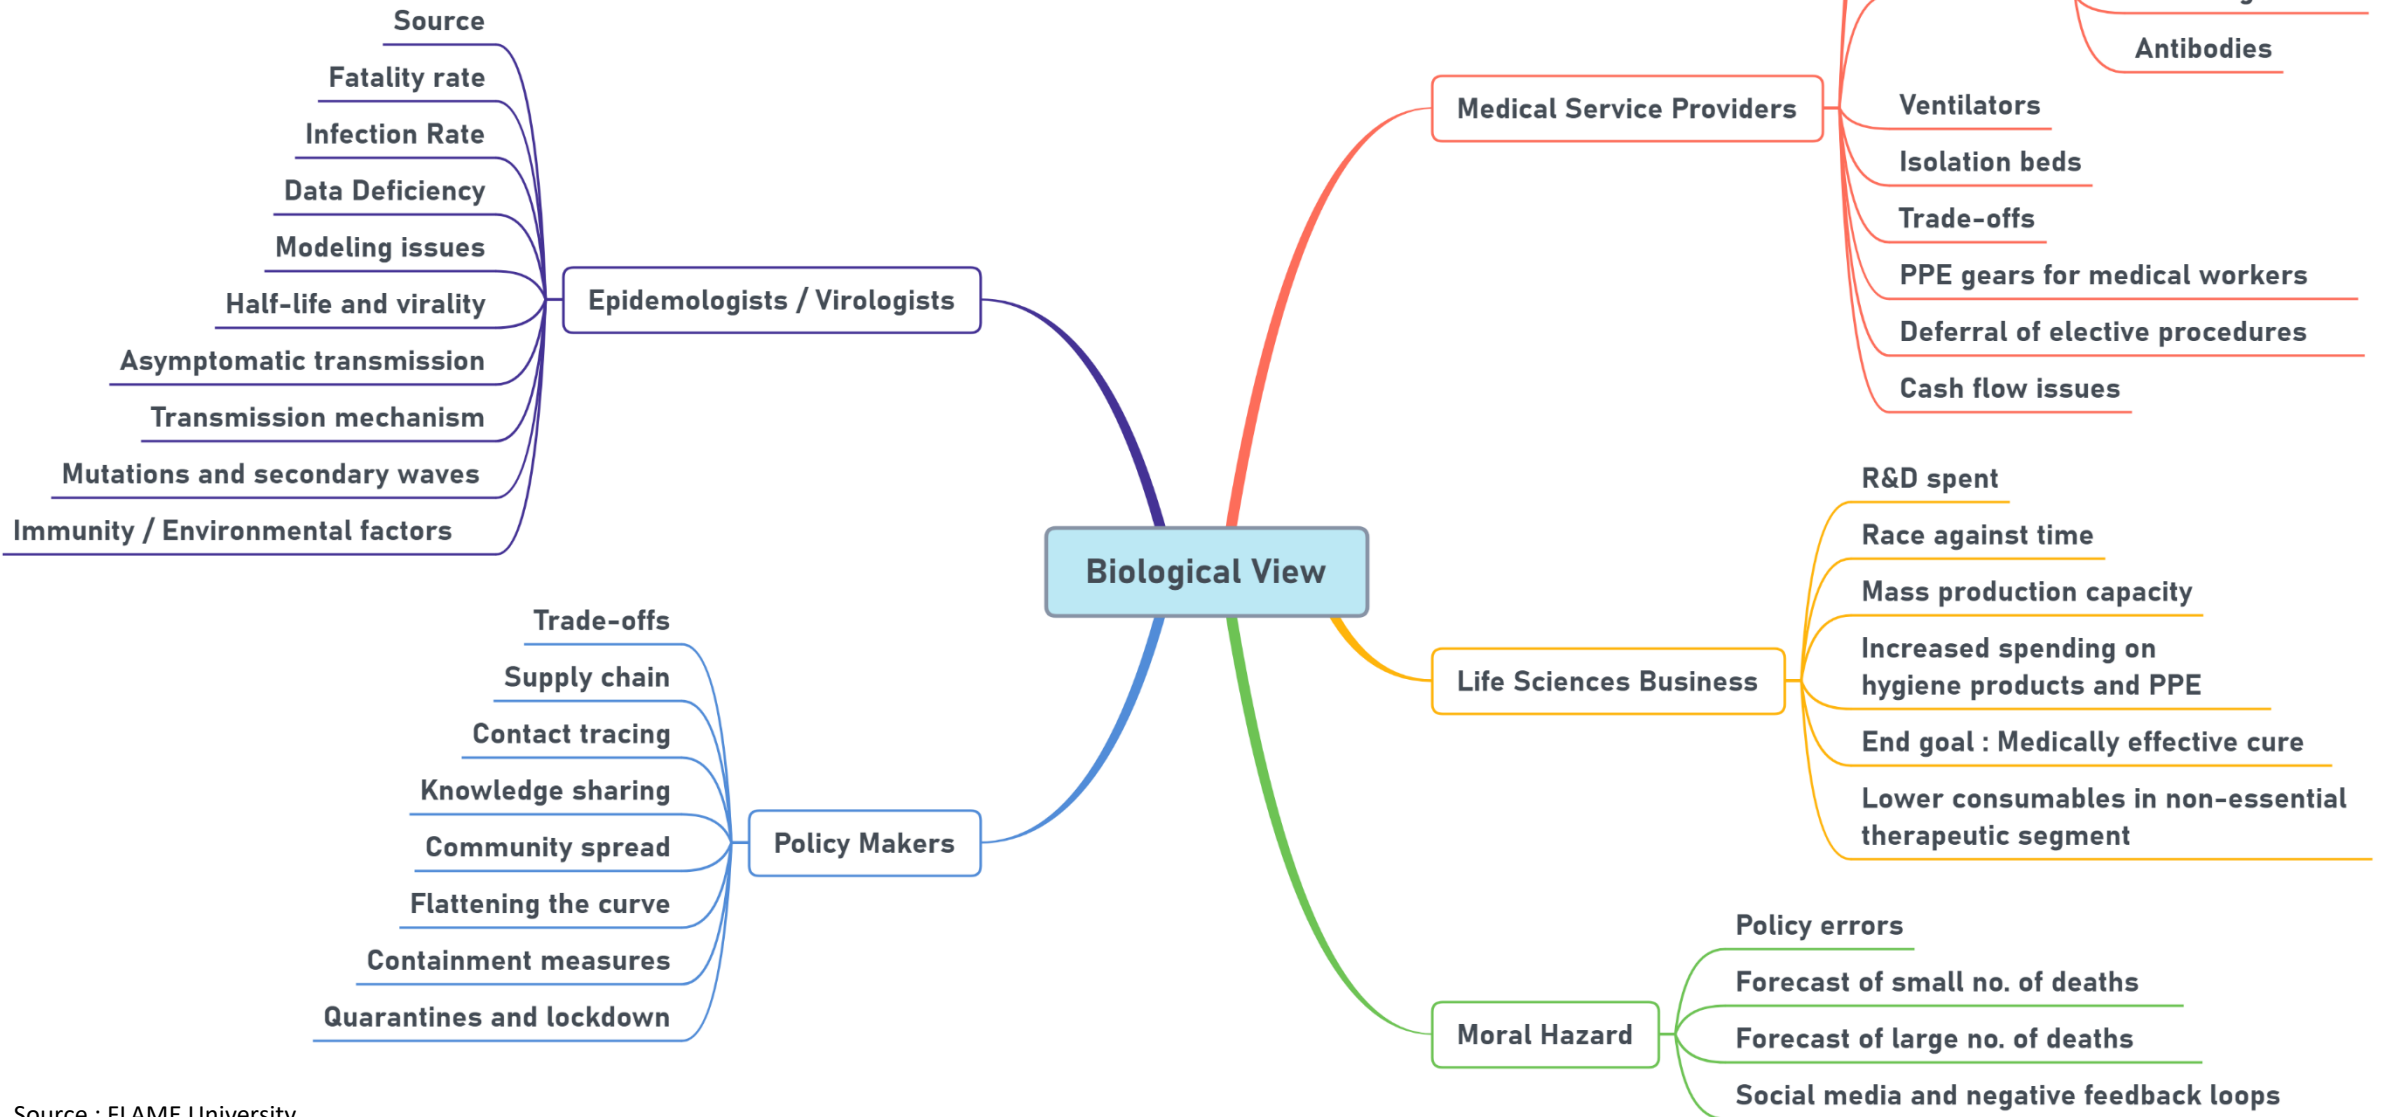 Source
Fatality rate
Infection Rate
Data Deficiency
Modeling issues
Half-life and virality
Asymptomatic transmission
Transmission mechanism
Mutations and secondary waves
Immunity / Environmental factors
Epidemologists / Virologists
Trade-offs
Supply chain
Contact tracing
Knowledge sharing
Community spread
Flattening the curve
Containment measures
Quarantines and lockdown
Policy Makers
Biological View
Medical Service Providers
Antibodies
Ventilators
Isolation beds
Trade-offs
PPE gears for medical workers
Deferral of elective procedures
Cash flow issues
Life Sciences Business
R&D spent
Race against time
Mass production capacity
Increased spending on
hygiene products and PPE
End goal : Medically effective cure
Lower consumables in non-essential
therapeutic segment
Moral Hazard
Policy errors
Forecast of small no. of deaths
Forecast of large no. of deaths
Social media and negative feedback loops
Source : FLAME University